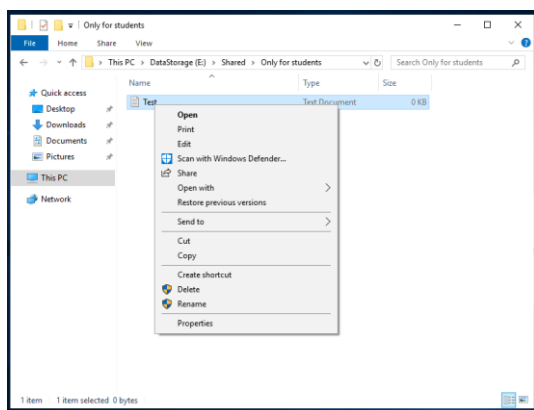 Only for students
File Home Share View
This PC > DataStorage (E:) > Shared > Only for students
Search Only for students
Name Type Size
Quick access
Desktop
Downloads
Documents
Pictures
This PC
Network
Test Text Document 0 KB
Open
Print
Edit
Scan with Windows Defender...
Share
Open with
Restore previous versions
Send to
Cut
Copy
Create shortcut
Delete
Rename
Properties
1 item 1 item selected 0 bytes